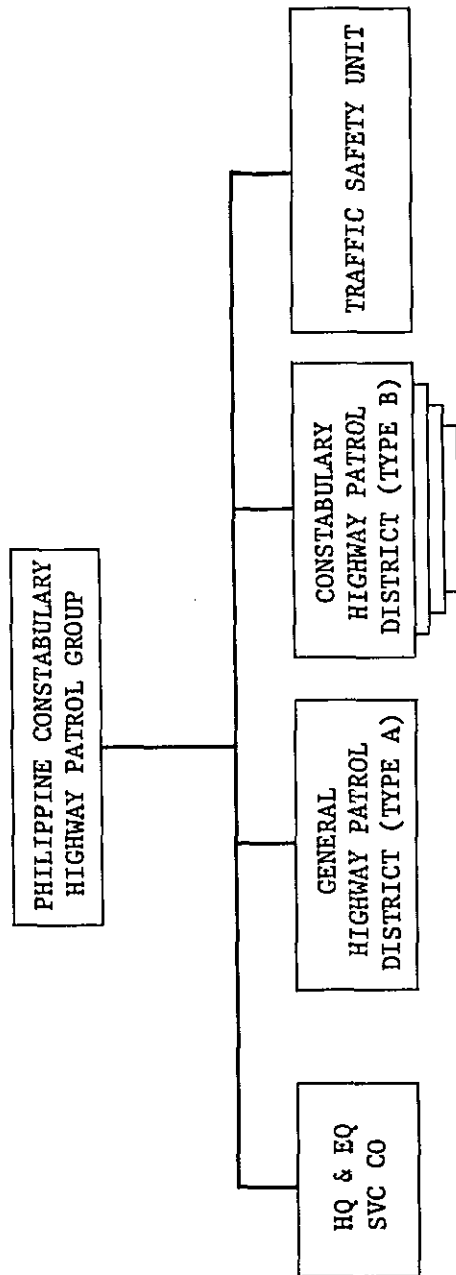 PHILIPPINE CONSTABULARY
HIGHWAY PATROL GROUP
HQ & EQ
SVC CO
GENERAL
HIGHWAY PATROL
DISTRICT (TYPE A)
CONSTABULARY
HIGHWAY PATROL
DISTRICT (TYPE B)
TRAFFIC SAFETY UNIT